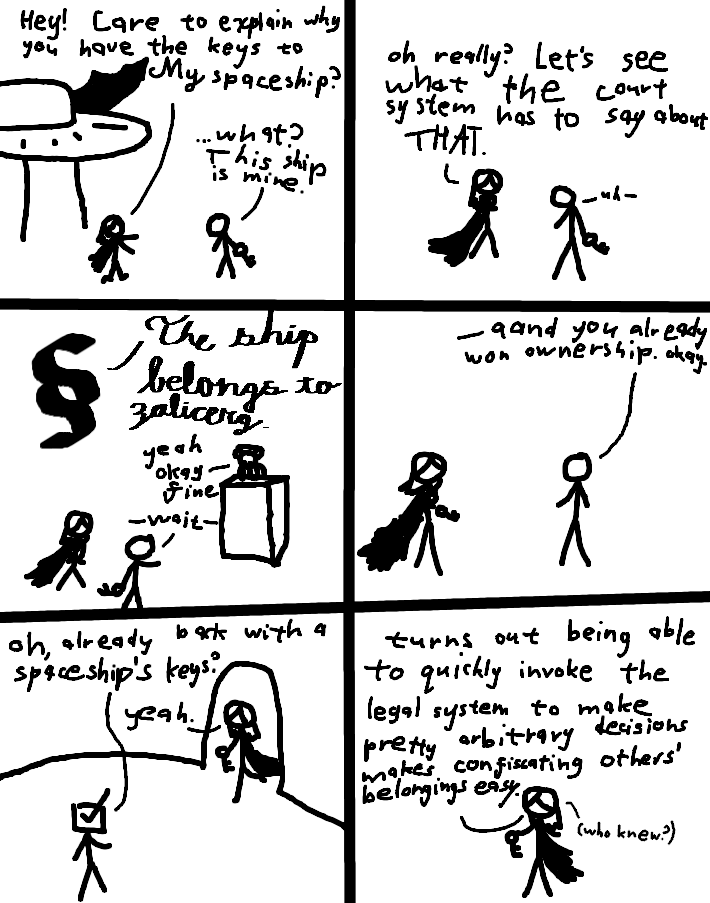 Hey! Care to explain why
you have the keys to
My spaceship?
...what?
This ship
is mine.
oh really? Let's see
what the court
system has to say about
THAT.
-uh-
§
The ship
belongs to
zalicerg.
yeah
okay
fine
-wait-
- aand you already
won ownership. okay.
oh, already back with a
spaceship's keys?
yeah.
turns out being able
to quickly invoke the
legal system to make
pretty arbitrary decisions
makes confiscating others'
belongings easy.
(who knew?)